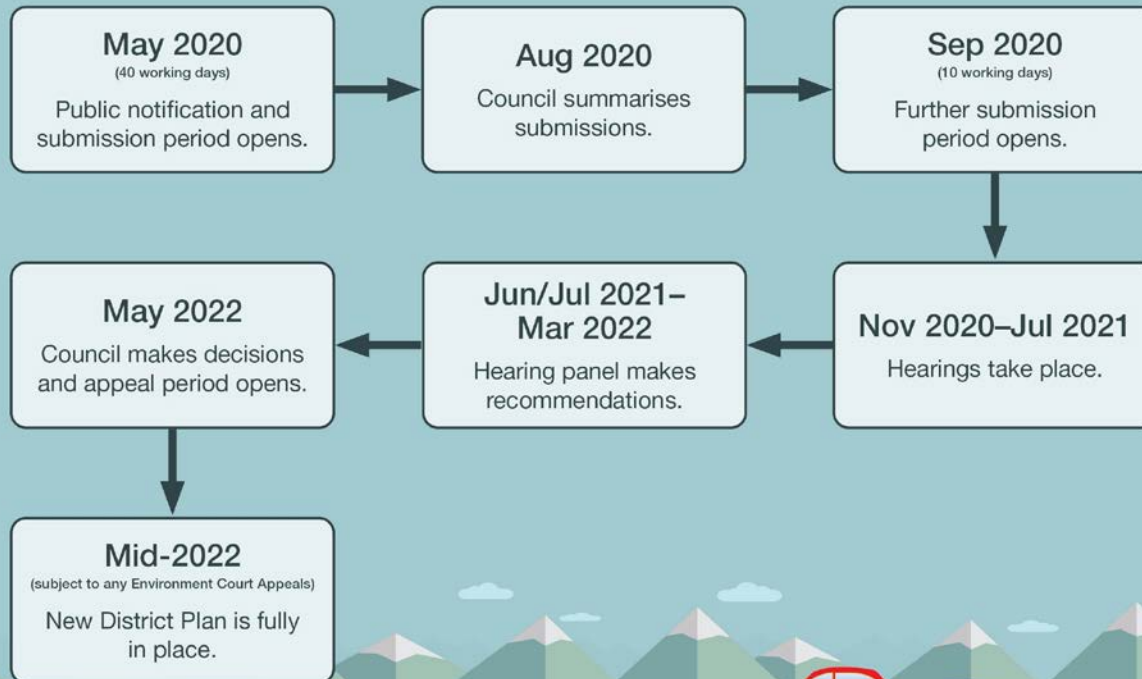 May 2020
(40 working days)
Public notification and
submission period opens.
Aug 2020
Council summarises
submissions.
Sep 2020
(10 working days)
Further submission
period opens.
Nov 2020–Jul 2021
Hearings take place.
Jun/Jul 2021–
Mar 2022
Hearing panel makes
recommendations.
May 2022
Council makes decisions
and appeal period opens.
Mid-2022
(subject to any Environment Court Appeals)
New District Plan is fully
in place.